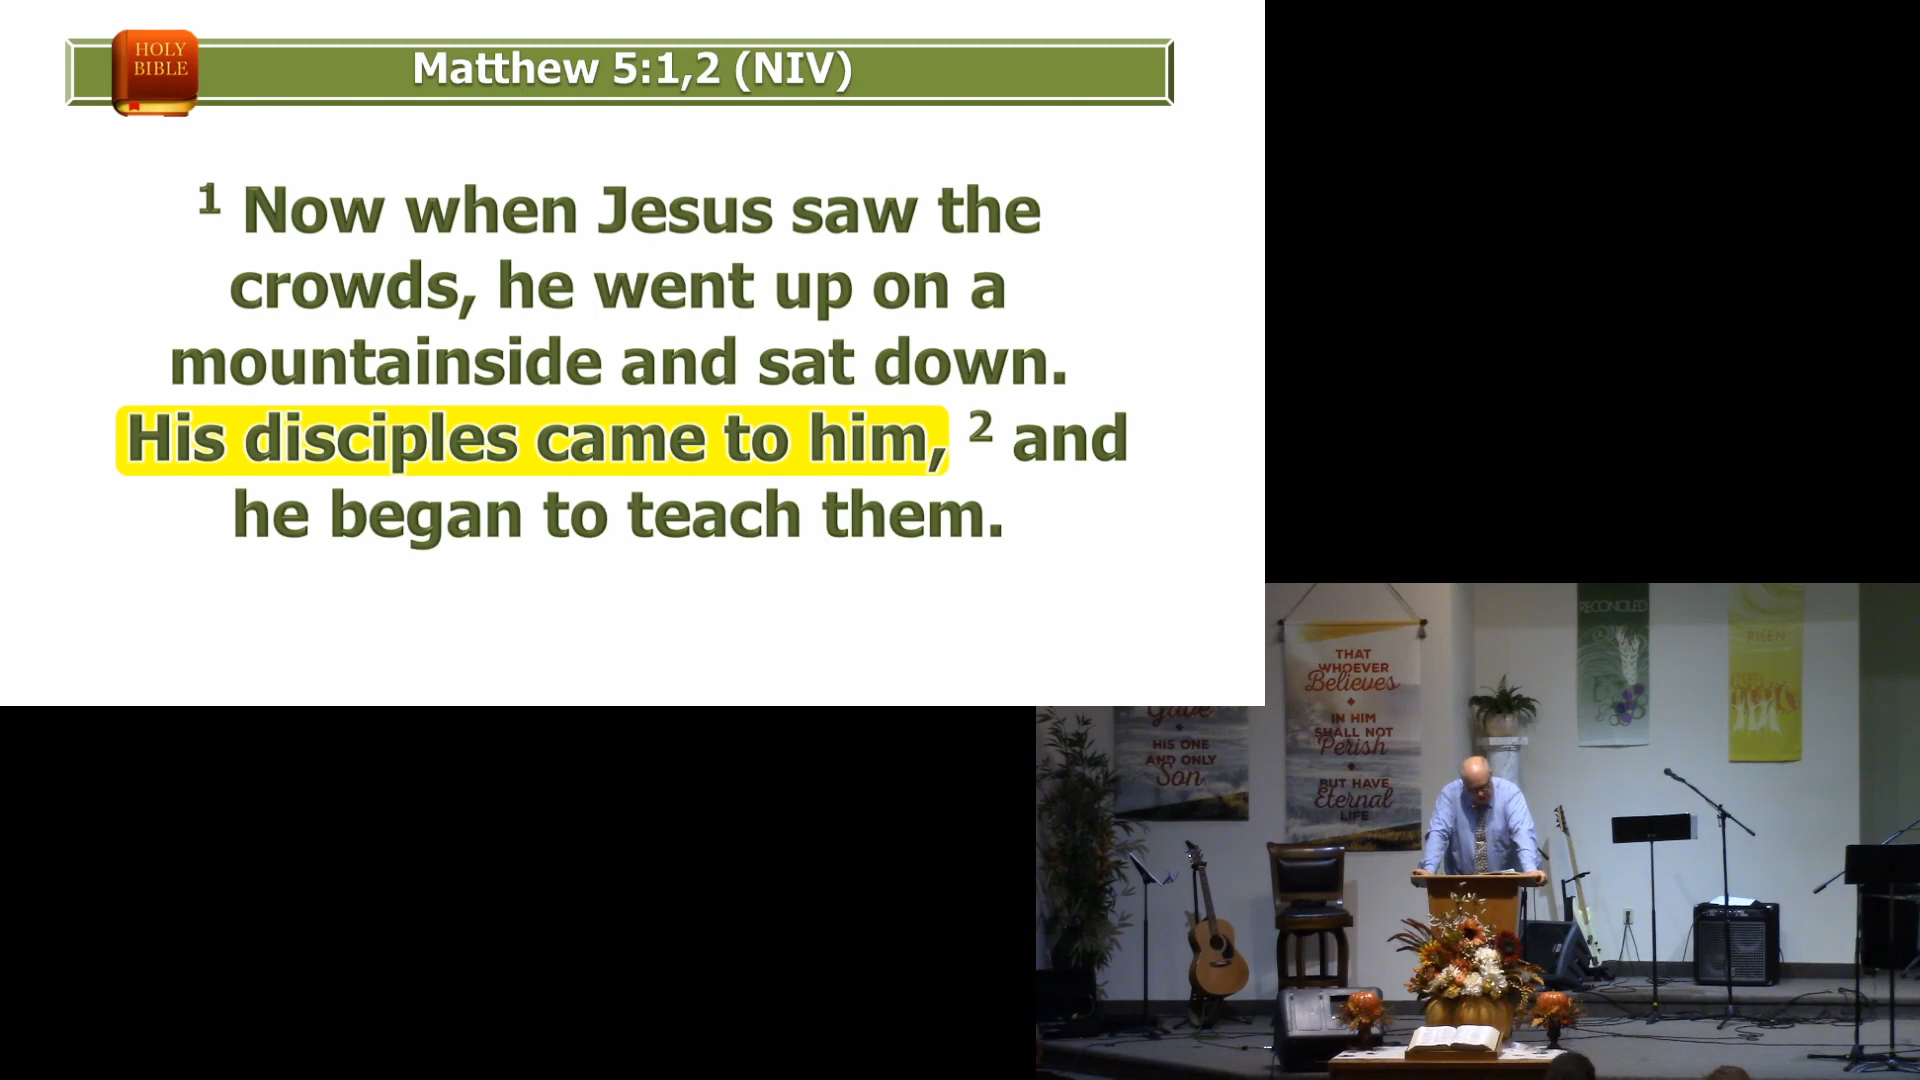 HOLY
BIBLE
Matthew 5:1,2 (NIV)
1 Now when Jesus saw the
crowds, he went up on a
mountainside and sat down.
His disciples came to him, 2 and
he began to teach them.
RECONCILED
RISEN
THAT
WHOEVER
Believes
IN HIM
SHALL NOT
Perish
BUT HAVE
Eternal
LIFE
Gave
HIS ONE
AND ONLY
Son